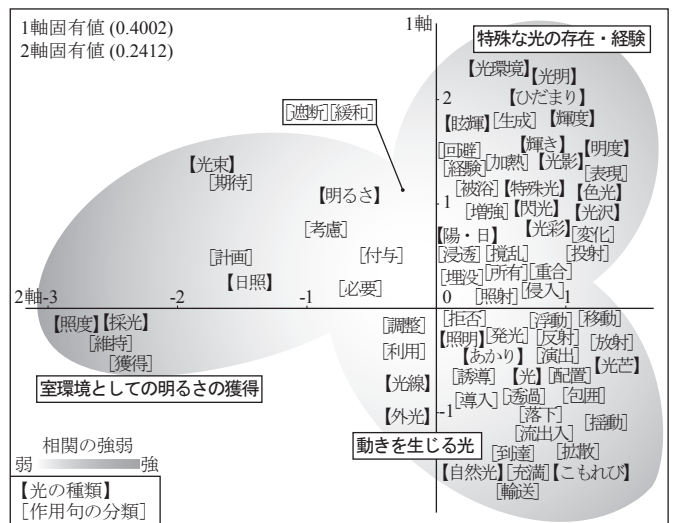 1軸固有値 (0.4002)
2軸固有値 (0.2412)
1軸
特殊な光の存在・経験
【光環境】【光明】
2
【ひだまり】
[遮断][緩和]
【眩輝】[生成]【輝度】
[回避]【輝き】【明度】
[経験][加熱]【光影】[表現]
【光束】
[期待]
【明るさ】
[被浴]【特殊光】【色光】
1
[増強]【閃光】【光沢】
[考慮]
【陽・日】【光彩】[変化]
[計画]
[付与]
[浸透][撹乱]
[投射]
【日照】
[必要]
[埋没][所有][重合]
2軸-3
-2
-1
0
[照射][侵入]
1
【照度】【採光】
[維持]
[獲得]
[調整]
[利用]
[拒否]
[浮動][移動]
【照明】[発光][反射][放射]
【あかり】[演出]【光芒】
室環境としての明るさの獲得
【光線】
[誘導]【光】[配置]
【外光】
-1
[導入][透過][包囲]
[落下][揺動]
動きを生じる光
[流出入]
[到達][拡散]
相関の強弱
弱
強
【自然光】[充満]【こもれび】
[輸送]
【光の種類】
[作用句の分類]